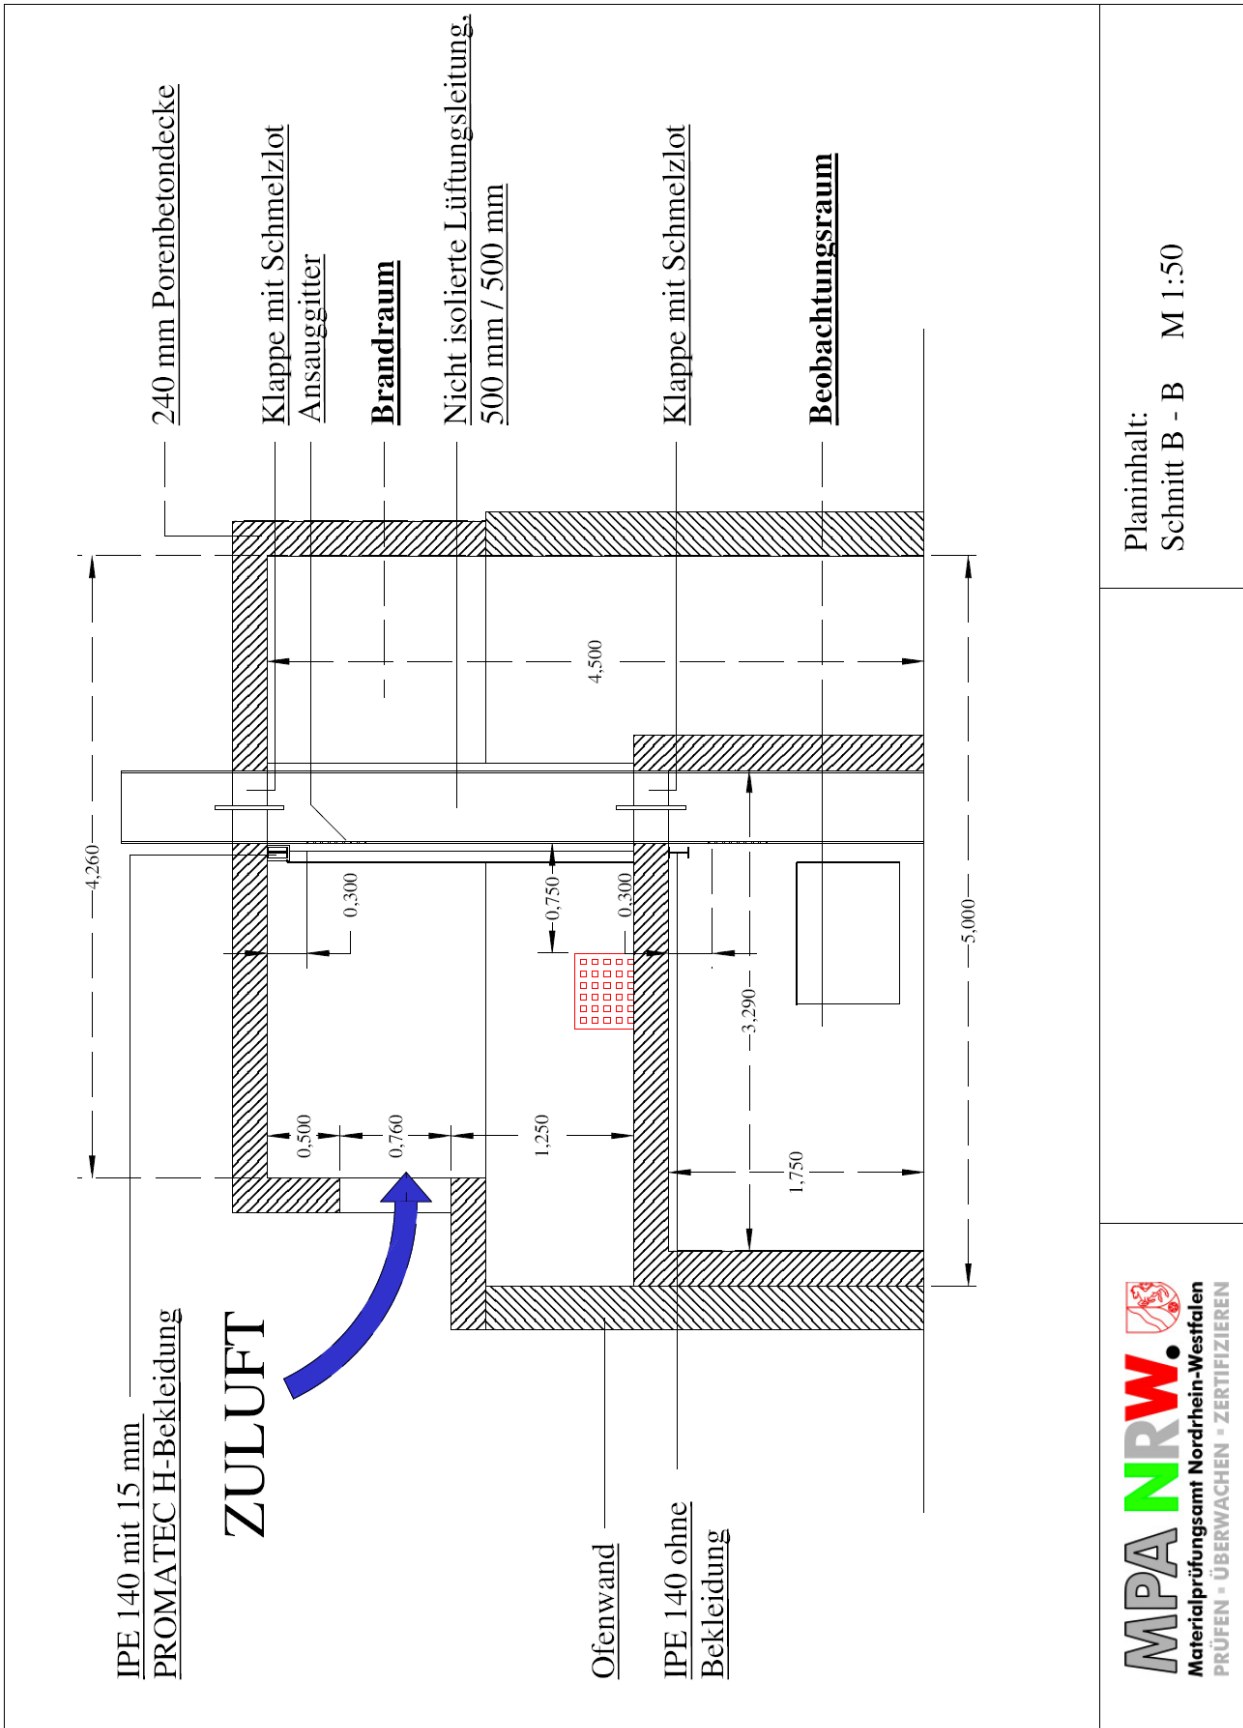 IPE 140 mit 15 mm
PROMATEC H-Bekleidung
ZULUFT
Ofenwand
IPE 140 ohne
Bekleidung
240 mm Porenbetondecke
Klappe mit Schmelzlot
Ansauggitter
Brandraum
Nicht isolierte Lüftungsleitung,
500 mm / 500 mm
Klappe mit Schmelzlot
Beobachtungsraum
4,260
0,300
0,500
0,760
1,250
0,750
0,300
4,500
3,290
1,750
5,000
MPA NRW.
Materialprüfungsamt Nordrhein-Westfalen
PRÜFEN ▪ ÜBERWACHEN ▪ ZERTIFIZIEREN
Planinhalt:
Schnitt B - B M 1:50